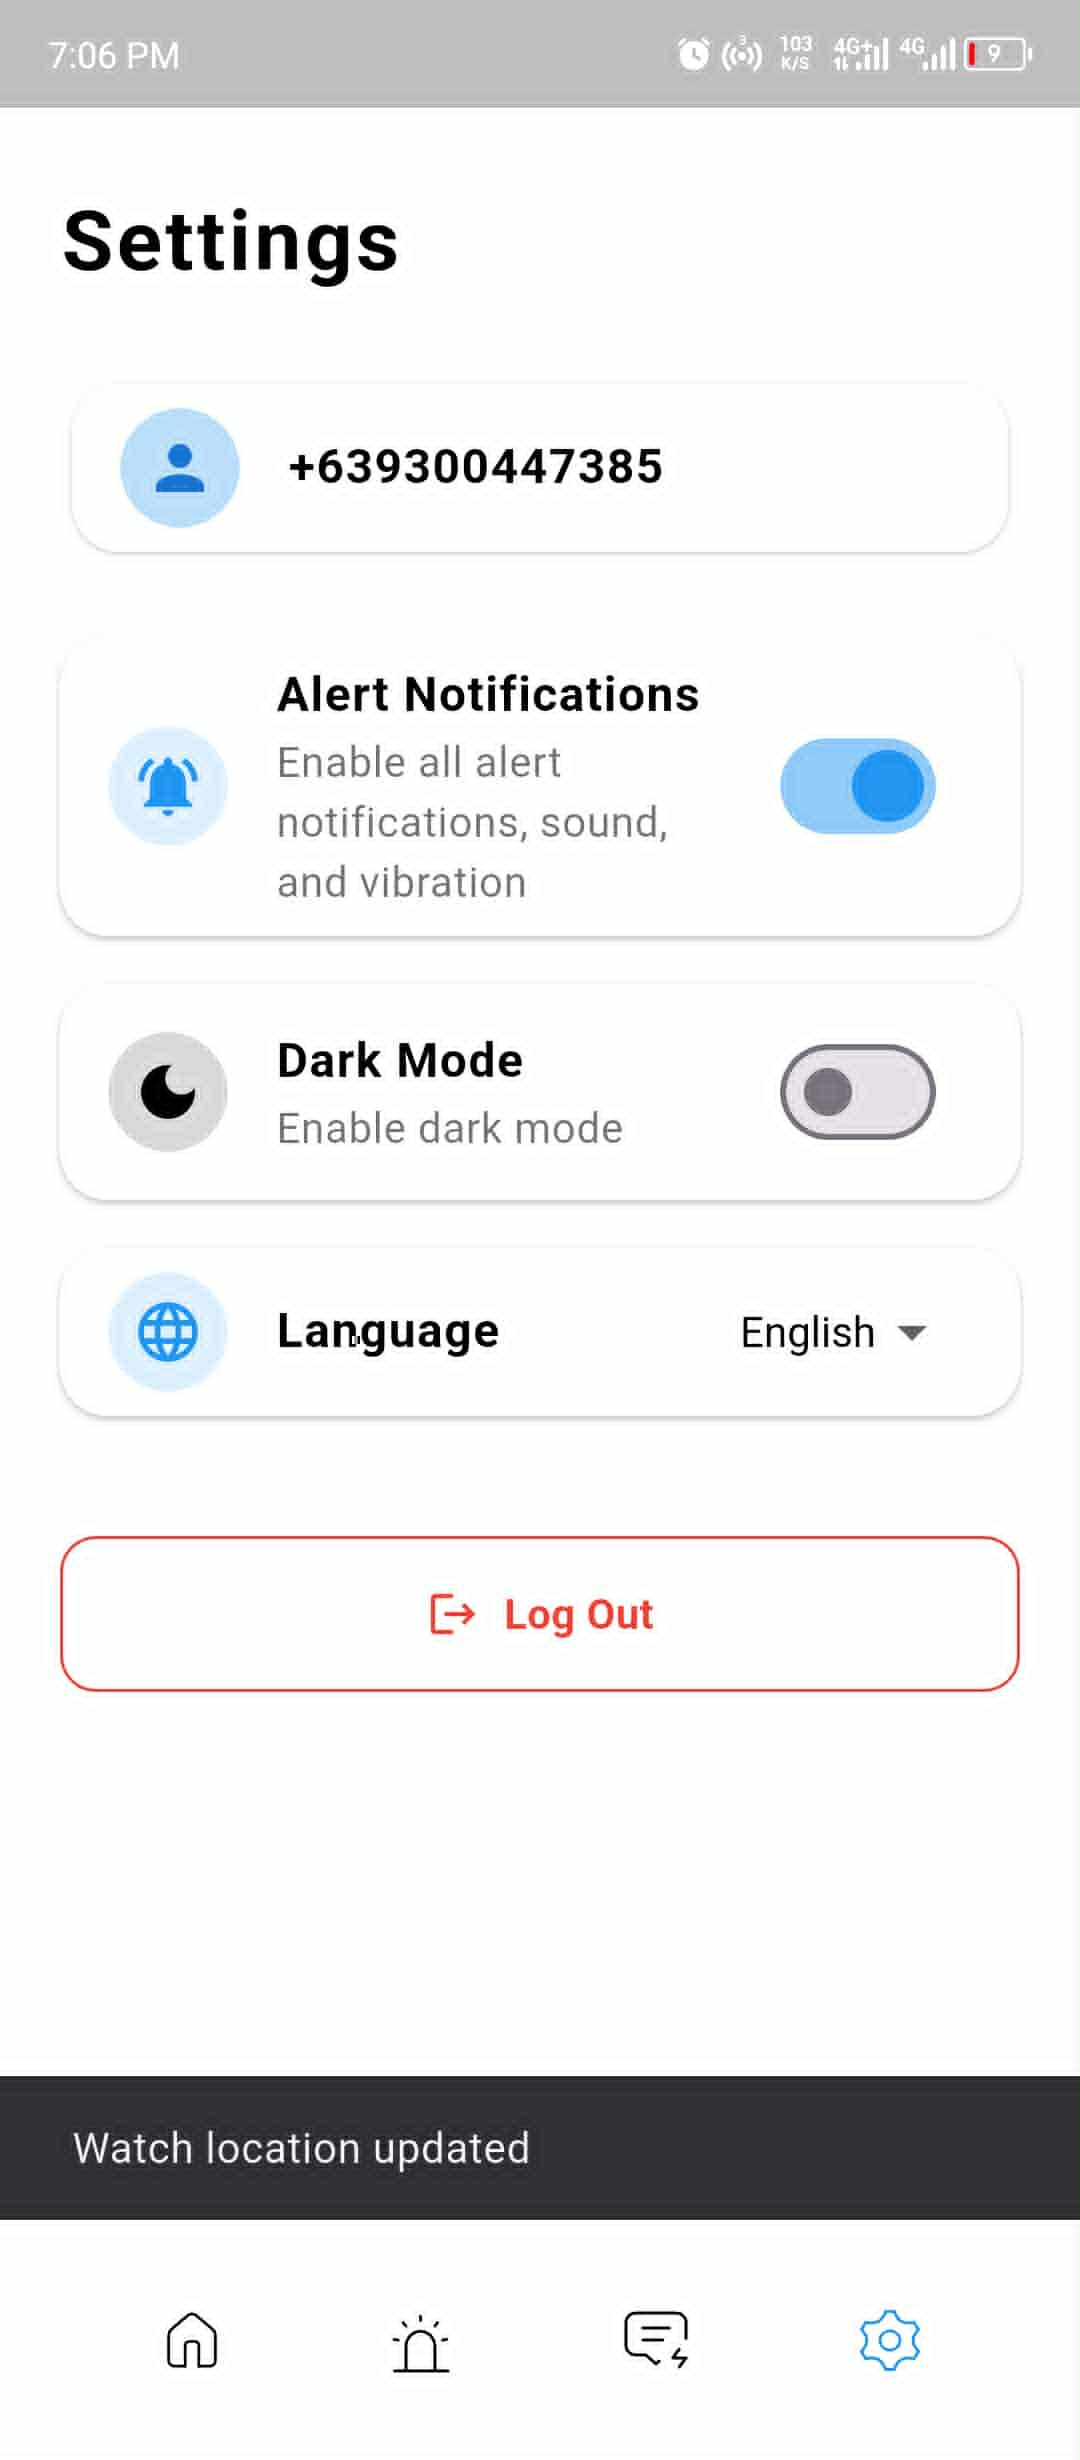 7:06 PM
3
103
K/S
4G+
4G
9
Settings
+639300447385
Alert Notifications
Enable all alert
notifications, sound,
and vibration
Dark Mode
Enable dark mode
Language
English
Log Out
Watch location updated